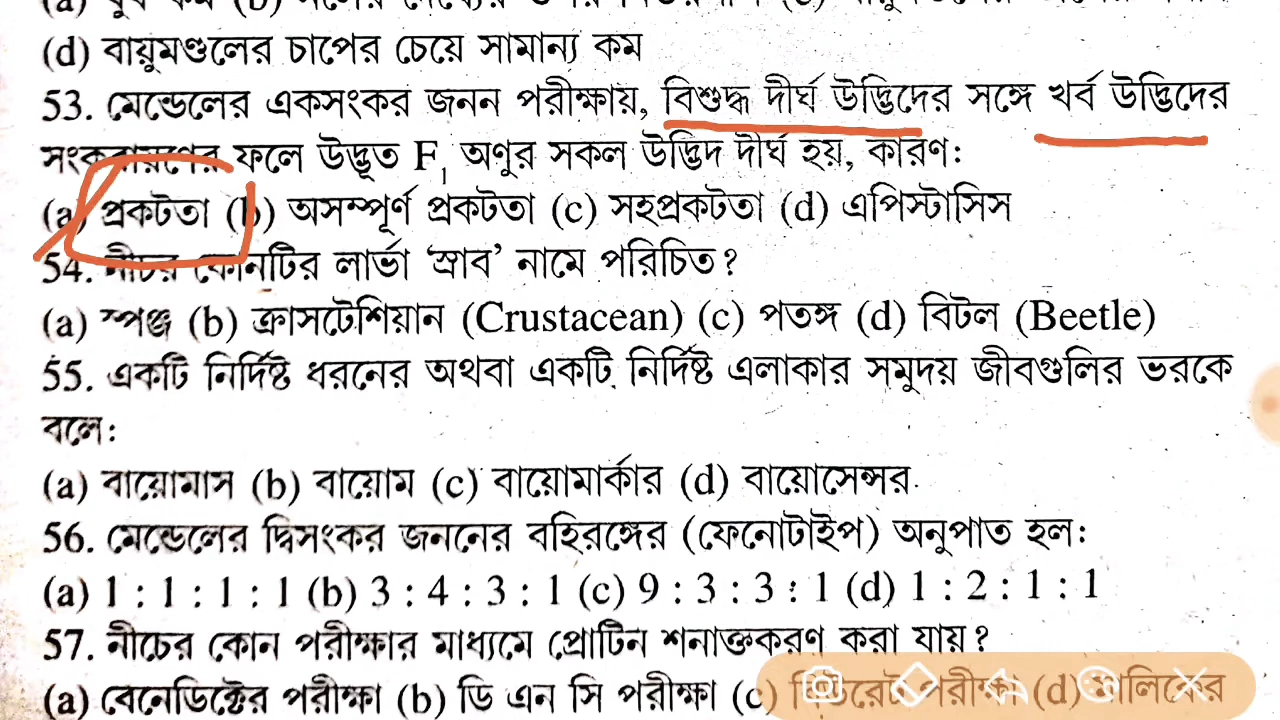 (d) বায়ুমণ্ডলের চাপের চেয়ে সামান্য কম
53. মেন্ডেলের একসংকর জনন পরীক্ষায়, বিশুদ্ধ দীর্ঘ উদ্ভিদের সঙ্গে খর্ব উদ্ভিদের
সংকরায়ণের ফলে উদ্ভূত F₁ অণুর সকল উদ্ভিদ দীর্ঘ হয়, কারণ:
(a) প্রকটতা (b) অসম্পূর্ণ প্রকটতা (c) সহপ্রকটতা (d) এপিস্টাসিস
54. নীচের কোনটির লার্ভা ‘স্রাব’ নামে পরিচিত?
(a) স্পঞ্জ (b) ক্রাসটেশিয়ান (Crustacean) (c) পতঙ্গ (d) বিটল (Beetle)
55. একটি নির্দিষ্ট ধরনের অথবা একটি নির্দিষ্ট এলাকার সমুদয় জীবগুলির ভরকে
বলে:
(a) বায়োমাস (b) বায়োম (c) বায়োমার্কার (d) বায়োসেন্সর
56. মেন্ডেলের দ্বিসংকর জননের বহিরঙ্গের (ফেনোটাইপ) অনুপাত হল:
(a) 1 : 1 : 1 : 1 (b) 3 : 4 : 3 : 1 (c) 9 : 3 : 3 : 1 (d) 1 : 2 : 1 : 1
57. নীচের কোন পরীক্ষার মাধ্যমে প্রোটিন শনাক্তকরণ করা যায়?
(a) বেনেডিক্টের পরীক্ষা (b) ডি এন সি পরীক্ষা (c) পরীক্ষা (d)